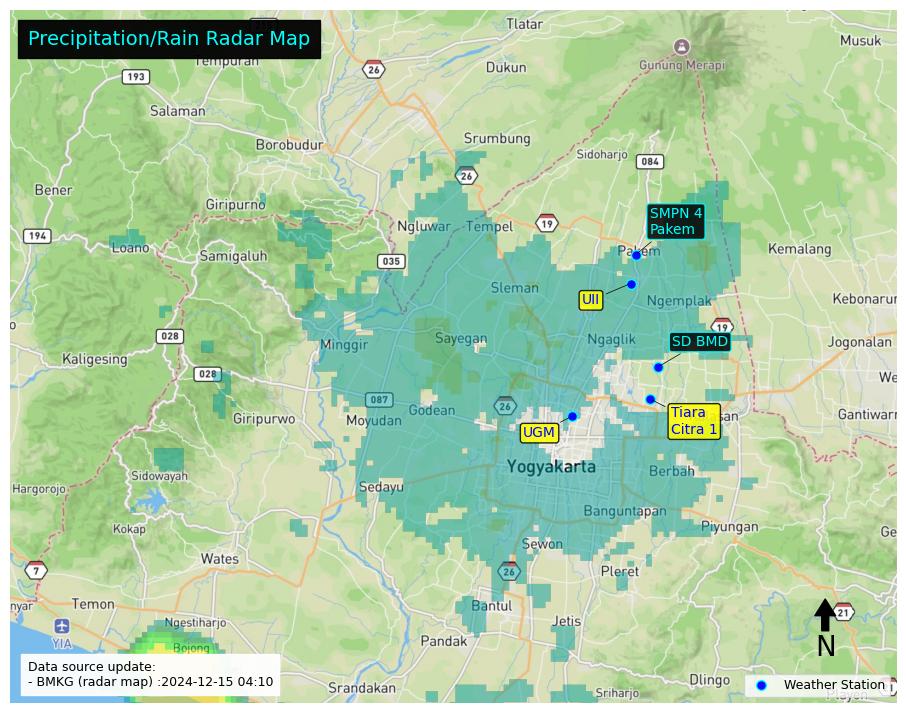 Precipitation/Rain Radar Map
Tlatar
Musuk
26
Gunung Merapi
Dukun
193
Salaman
Srumbung
Borobudur
Sidoharjo
084
26
Bener
Giripurno
SMPN 4
Pakem
19
Ngluwar
Tempel
194
Loano
Samigaluh
035
Pakem
Kemalang
Sleman
UII
Ngemplak
Kebonaru
19
028
Minggir
Sayegan
Ngaglik
SD BMD
Jogonalan
Kaligesing
028
We
087
26
Godean
Giripurwo
Moyudan
Tiara
Citra 1
san
Gantiwarr
UGM
Yogyakarta
Berbah
Sidowayah
Hargorojo
Sedayu
Banguntapan
Kokap
Piyungan
Ge
Sewon
Wates
7
26
Pleret
nyar
Temon
Bantul
21
Ngestiharjo
Jetis
YIA
Pandak
N
Bojong
Data source update:
- BMKG (radar map) :2024-12-15 04:10
Dlingo
Srandakan
Sriharjo
Weather Station